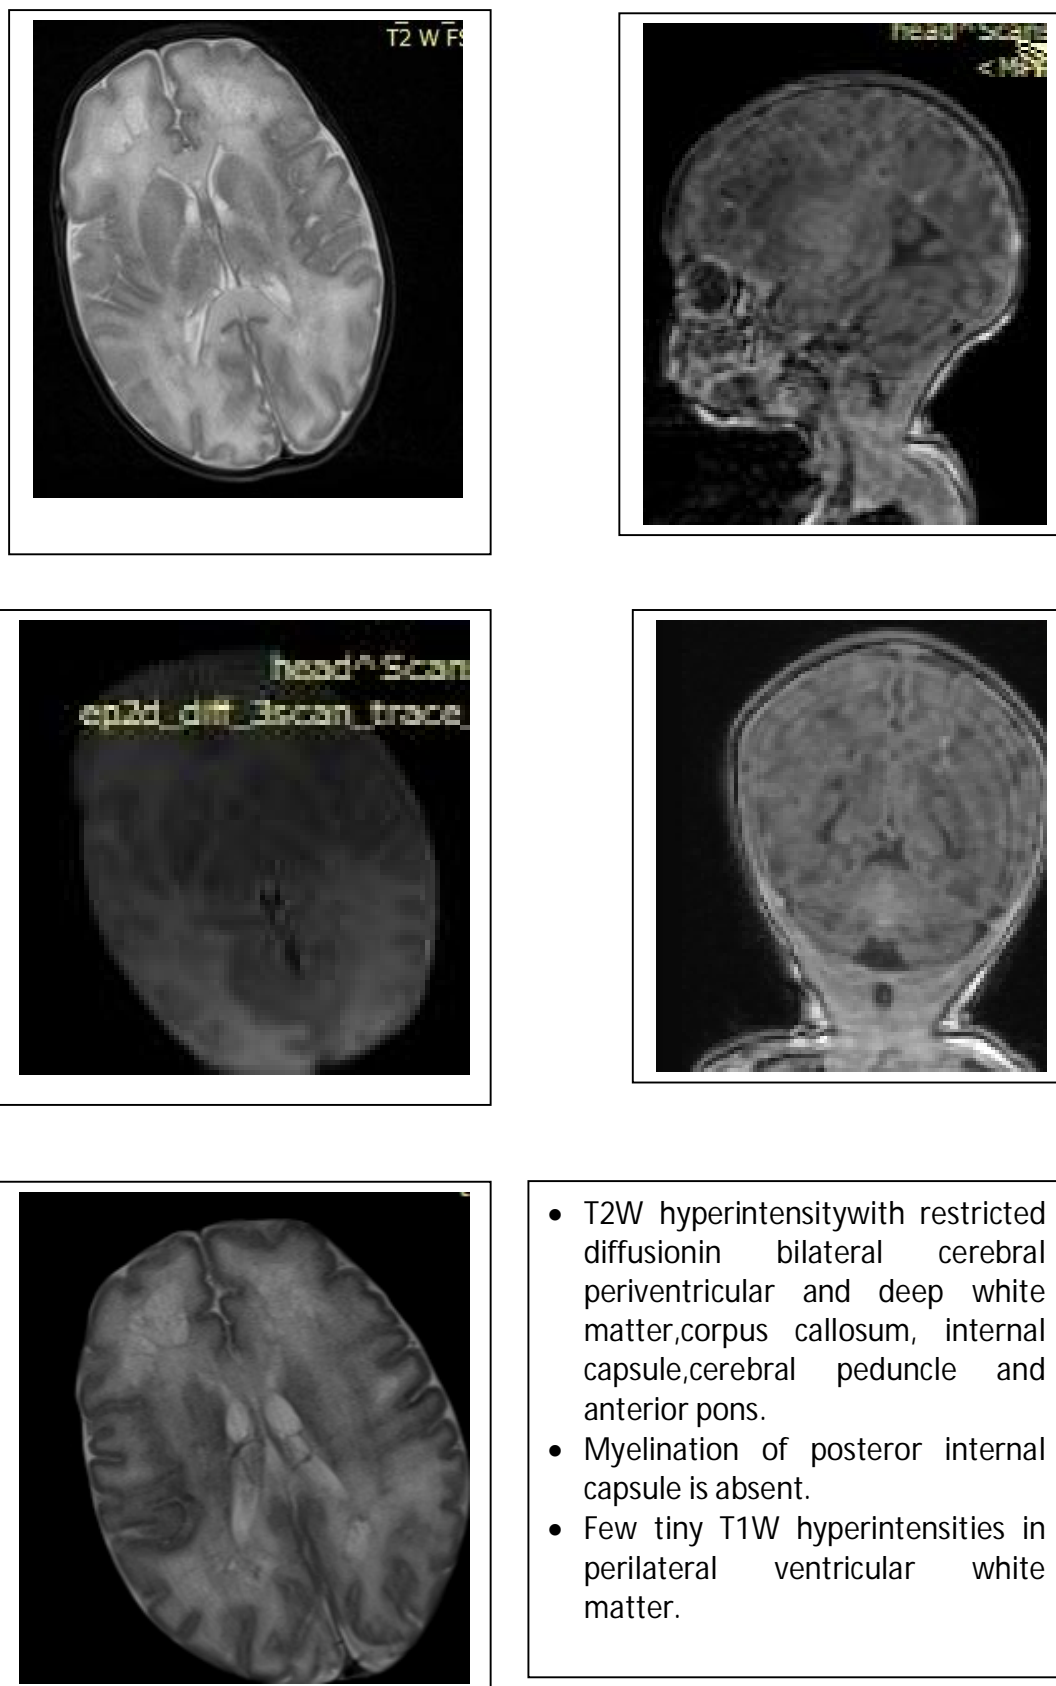 T2 W FS
head^Scans
<MPR
head^Scans
ep2d_diff_3scan_trace_
• T2W hyperintensitywith restricted
diffusionin bilateral cerebral
periventricular and deep white
matter,corpus callosum, internal
capsule,cerebral peduncle and
anterior pons.
• Myelination of posteror internal
capsule is absent.
• Few tiny T1W hyperintensities in
perilateral ventricular white
matter.